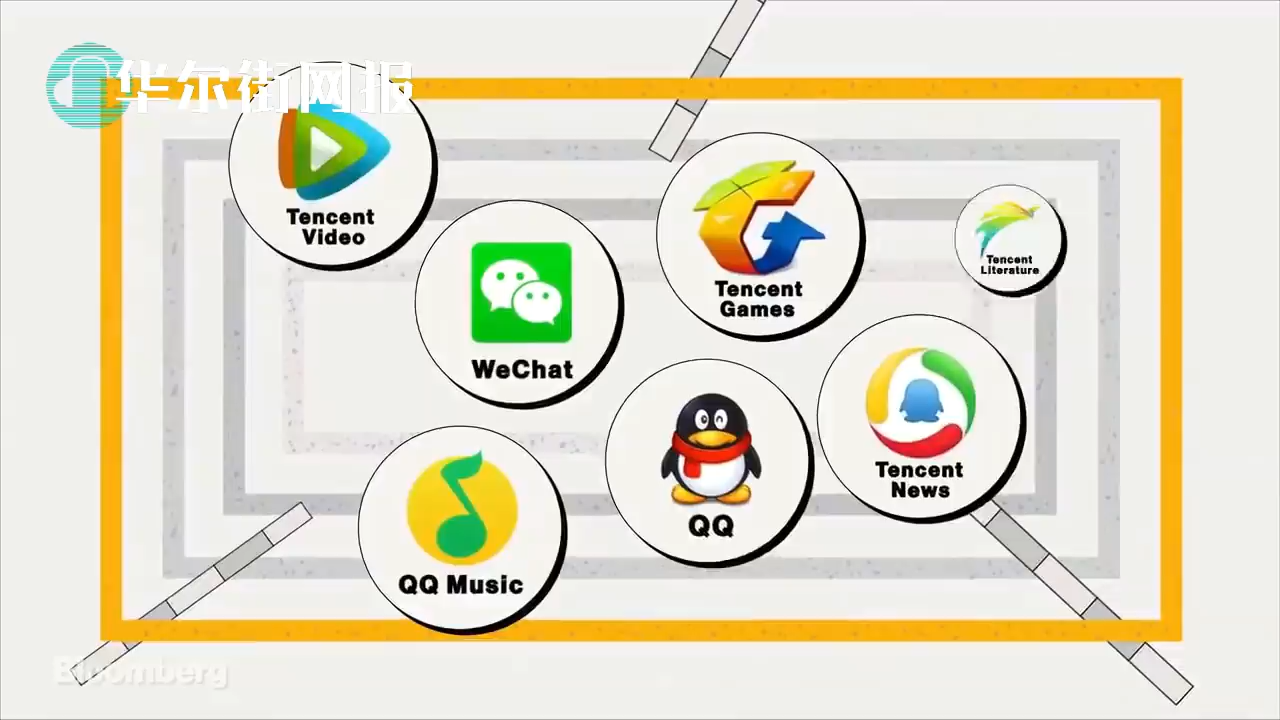 华尔街网报
Tencent
Video
WeChat
Tencent
Games
Tencent
Literature
QQ
Tencent
News
QQ Music
Bloomberg